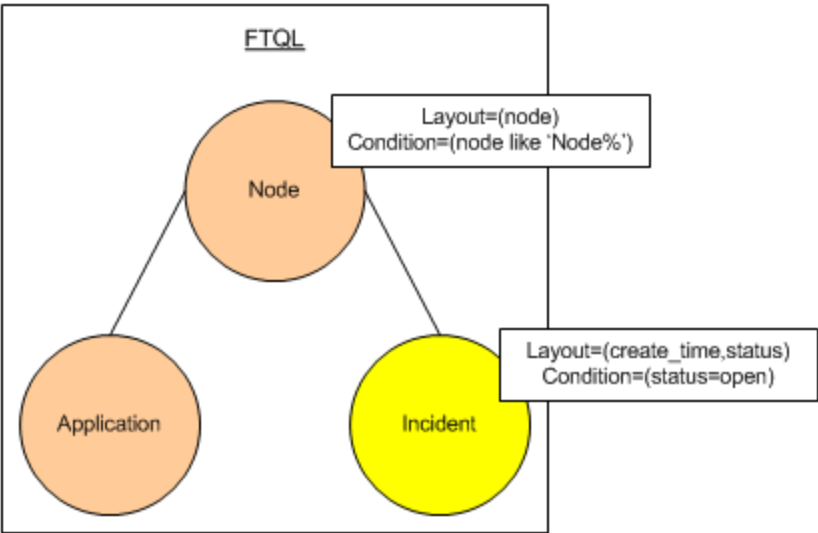 FTQL
Layout=(node)
Condition=(node like 'Node%')
Node
Layout=(create_time,status)
Condition=(status=open)
Application
Incident